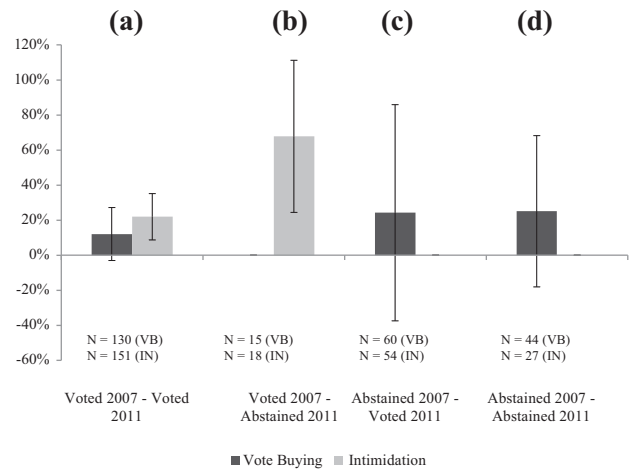 (a) (b) (c) (d)
120%
100%
80%
60%
40%
20%
0%
-20%
-40%
-60%
N = 130 (VB)
N = 151 (IN)
N = 15 (VB)
N = 18 (IN)
N = 60 (VB)
N = 54 (IN)
N = 44 (VB)
N = 27 (IN)
Voted 2007 - Voted
2011
Voted 2007 -
Abstained 2011
Abstained 2007 -
Voted 2011
Abstained 2007 -
Abstained 2011
Vote Buying Intimidation